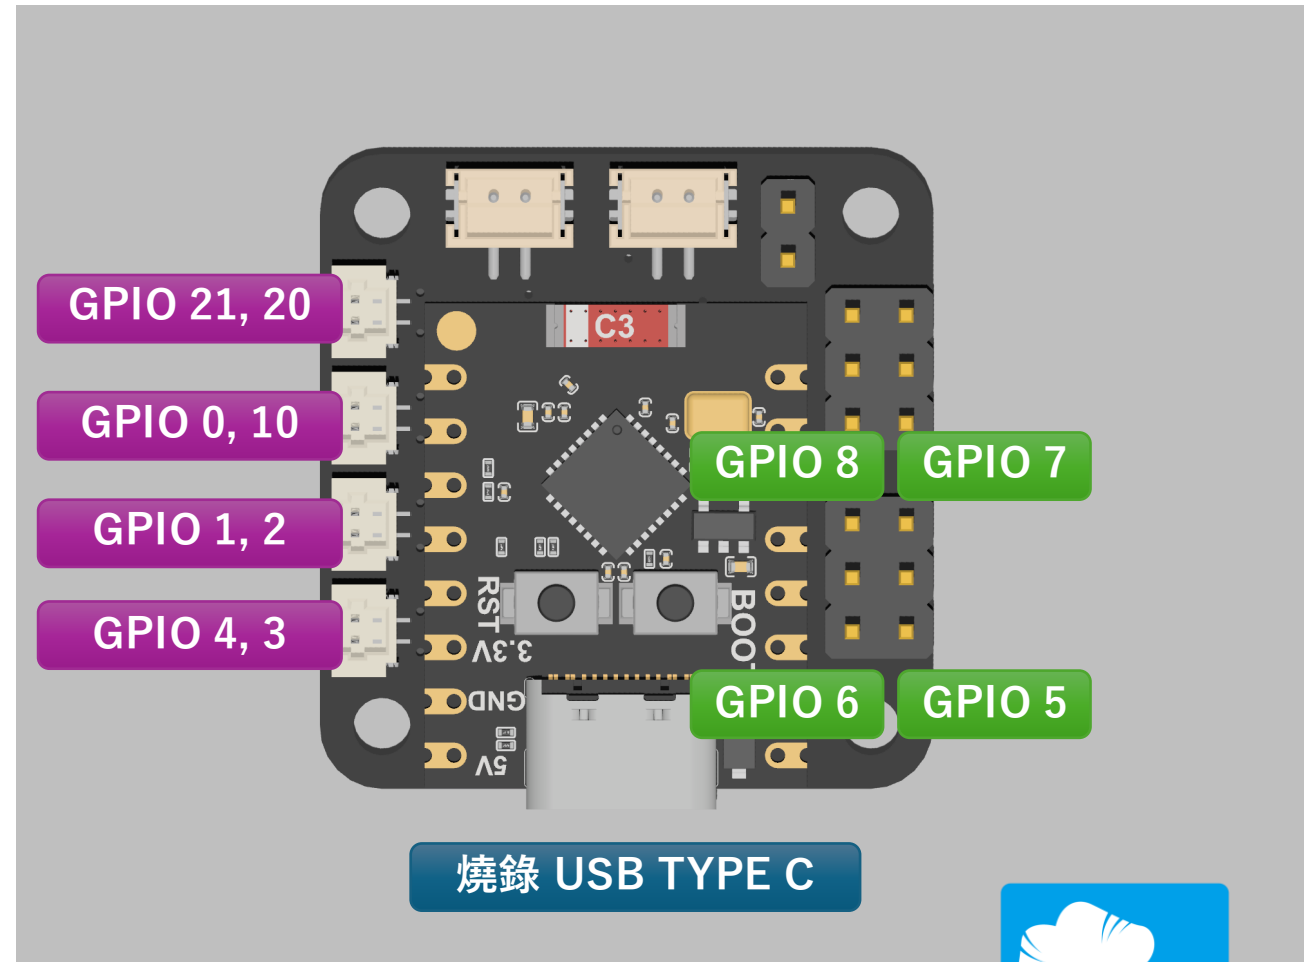 GPIO 21, 20
C3
GPIO 0, 10
GPIO 8
GPIO 7
GPIO 1, 2
RST
BOO
GPIO 4, 3
3.3V
GND
GPIO 6
GPIO 5
5V
燒錄 USB TYPE C